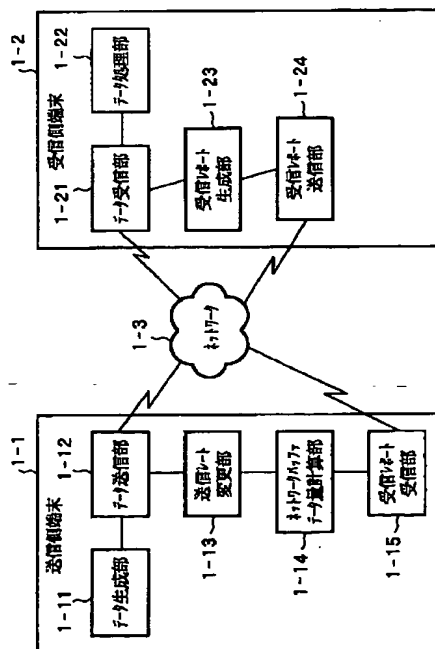 1-1
送信側端末
1-11
データ生成部
1-12
データ送信部
1-13
送信レート
変更部
1-14
ネットワークバッファ
データ量計算部
1-15
受信レポート
受信部
1-3
ネットワーク
1-2
受信側端末
1-21
データ受信部
1-22
データ処理部
1-23
受信レポート
生成部
1-24
受信レポート
送信部